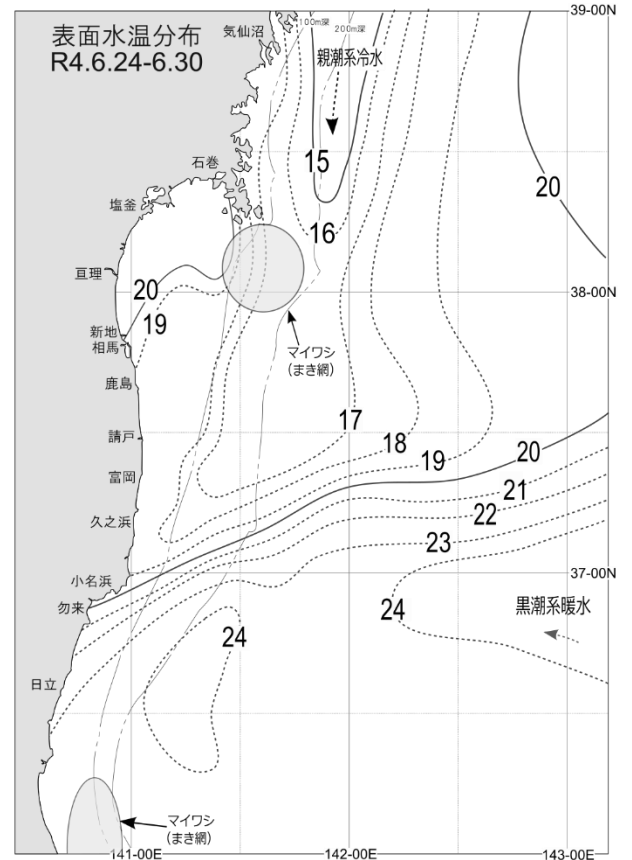 表面水温分布
R4.6.24-6.30
気仙沼
100m深
200m深
39-00N
親潮系冷水
石巻
15
20
塩釜
16
亘理
20
38-00N
19
新地
相馬
マイワシ
(まき網)
鹿島
17
請戸
18
19
20
富岡
21
22
久之浜
23
小名浜
37-00N
勿来
24
黒潮系暖水
24
日立
マイワシ
(まき網)
141-00E
142-00E
143-00E